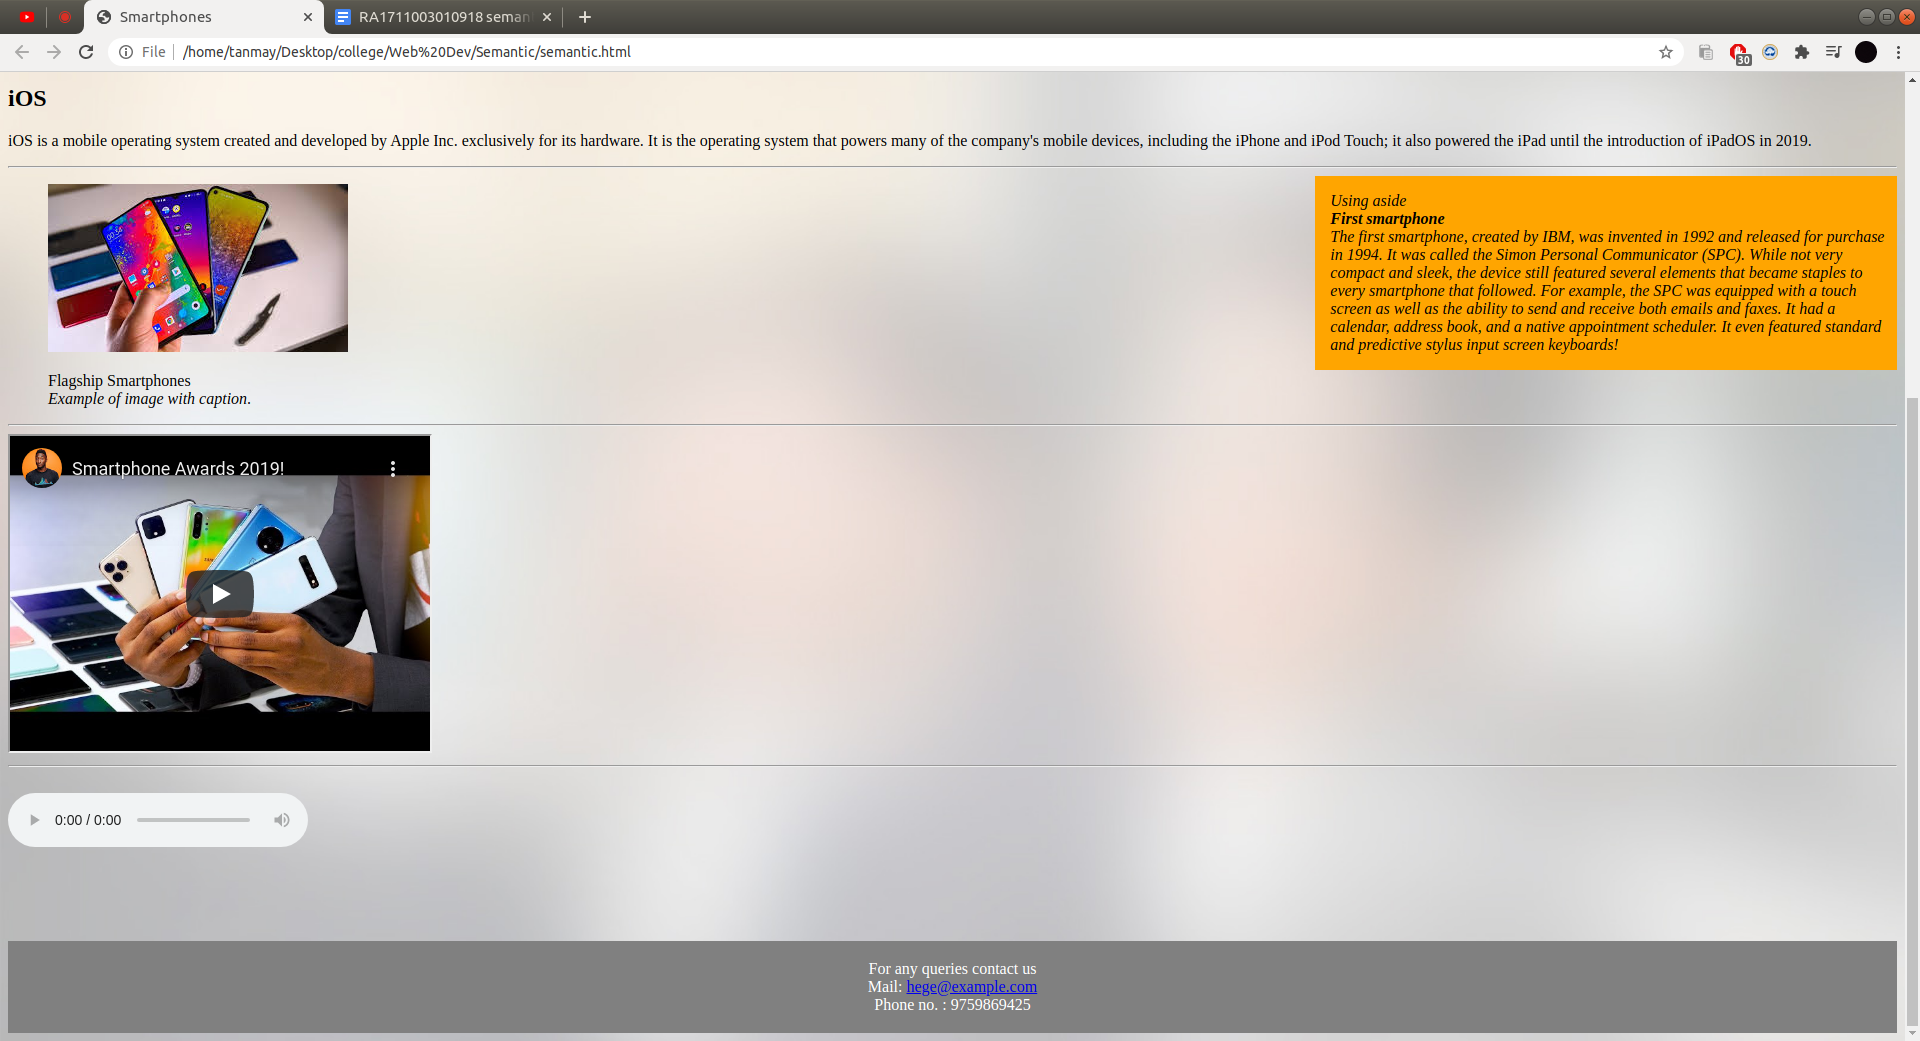 Smartphones
RA1711003010918 seman
File
/home/tanmay/Desktop/college/Web%20Dev/Semantic/semantic.html
30
iOS
iOS is a mobile operating system created and developed by Apple Inc. exclusively for its hardware. It is the operating system that powers many of the company's mobile devices, including the iPhone and iPod Touch; it also powered the iPad until the introduction of iPadOS in 2019.
Using aside
First smartphone
The first smartphone, created by IBM, was invented in 1992 and released for purchase
in 1994. It was called the Simon Personal Communicator (SPC). While not very
compact and sleek, the device still featured several elements that became staples to
every smartphone that followed. For example, the SPC was equipped with a touch
screen as well as the ability to send and receive both emails and faxes. It had a
calendar, address book, and a native appointment scheduler. It even featured standard
and predictive stylus input screen keyboards!
Flagship Smartphones
Example of image with caption.
Smartphone Awards 2019!
0:00 / 0:00
For any queries contact us
Mail: hege@example.com
Phone no. : 9759869425